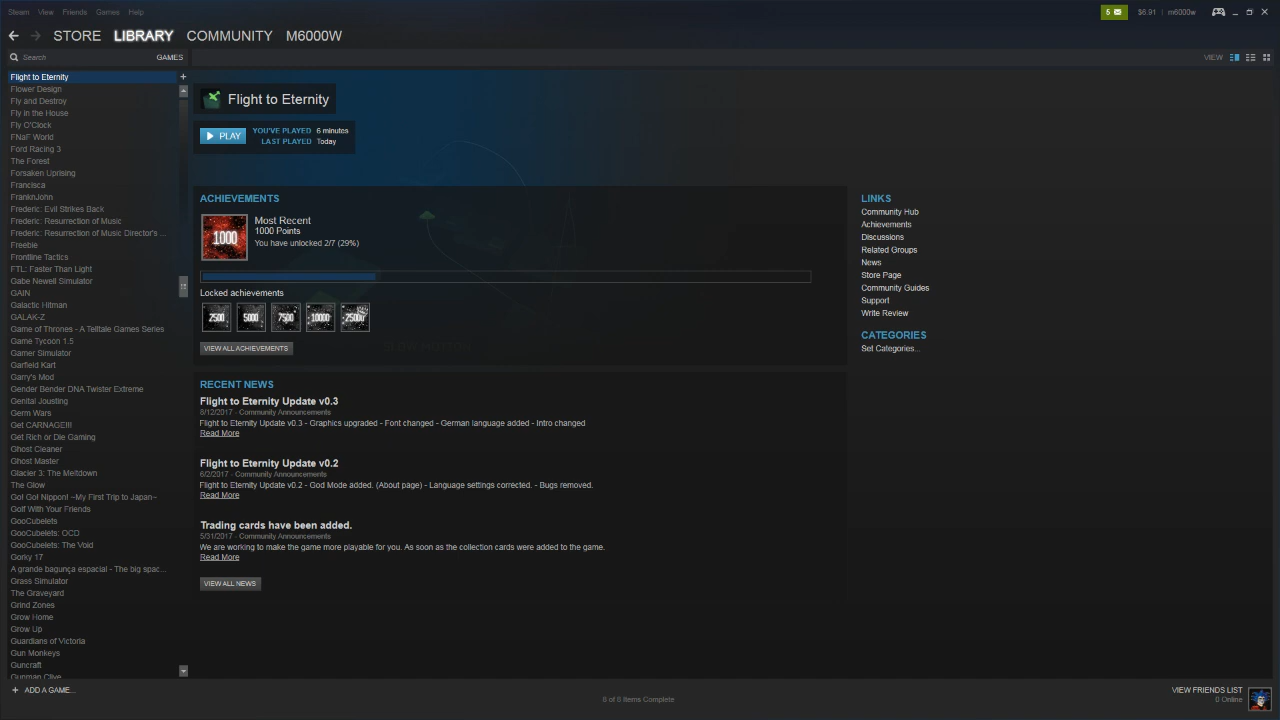 Steam View Friends Games Help
5 $6.91 m6000w
STORE LIBRARY COMMUNITY M6000W
Search GAMES
VIEW
Flight to Eternity
Flower Design
Fly and Destroy
Fly in the House
Fly O'Clock
FNaF World
Ford Racing 3
The Forest
Forsaken Uprising
Francisca
FranknJohn
Frederic: Evil Strikes Back
Frederic: Resurrection of Music
Frederic: Resurrection of Music Director's ...
Freebie
Frontline Tactics
FTL: Faster Than Light
Gabe Newell Simulator
GAIN
Galactic Hitman
GALAK-Z
Game of Thrones - A Telltale Games Series
Game Tycoon 1.5
Gamer Simulator
Garfield Kart
Garry's Mod
Gender Bender DNA Twister Extreme
Genital Jousting
Germ Wars
Get CARNAGE!!!
Get Rich or Die Gaming
Ghost Cleaner
Ghost Master
Glacier 3: The Meltdown
The Glow
Go! Go! Nippon! ~My First Trip to Japan~
Golf With Your Friends
GooCubelets
GooCubelets: OCD
GooCubelets: The Void
Gorky 17
A grande bagunça espacial - The big spac...
Grass Simulator
The Graveyard
Grind Zones
Grow Home
Grow Up
Guardians of Victoria
Gun Monkeys
Guncraft
Gunman Clive
+ ADD A GAME...
Flight to Eternity
PLAY
YOU'VE PLAYED 6 minutes
LAST PLAYED Today
ACHIEVEMENTS
1000
Most Recent
1000 Points
You have unlocked 2/7 (29%)
Locked achievements
2500 5000 7500 10000 25000
VIEW ALL ACHIEVEMENTS
RECENT NEWS
Flight to Eternity Update v0.3
8/12/2017 - Community Announcements
Flight to Eternity Update v0.3 - Graphics upgraded - Font changed - German language added - Intro changed
Read More
Flight to Eternity Update v0.2
6/2/2017 - Community Announcements
Flight to Eternity Update v0.2 - God Mode added. (About page) - Language settings corrected. - Bugs removed.
Read More
Trading cards have been added.
5/31/2017 - Community Announcements
We are working to make the game more playable for you. As soon as the collection cards were added to the game.
Read More
VIEW ALL NEWS
LINKS
Community Hub
Achievements
Discussions
Related Groups
News
Store Page
Community Guides
Support
Write Review
CATEGORIES
Set Categories...
Items Complete
VIEW FRIENDS LIST
0 Online